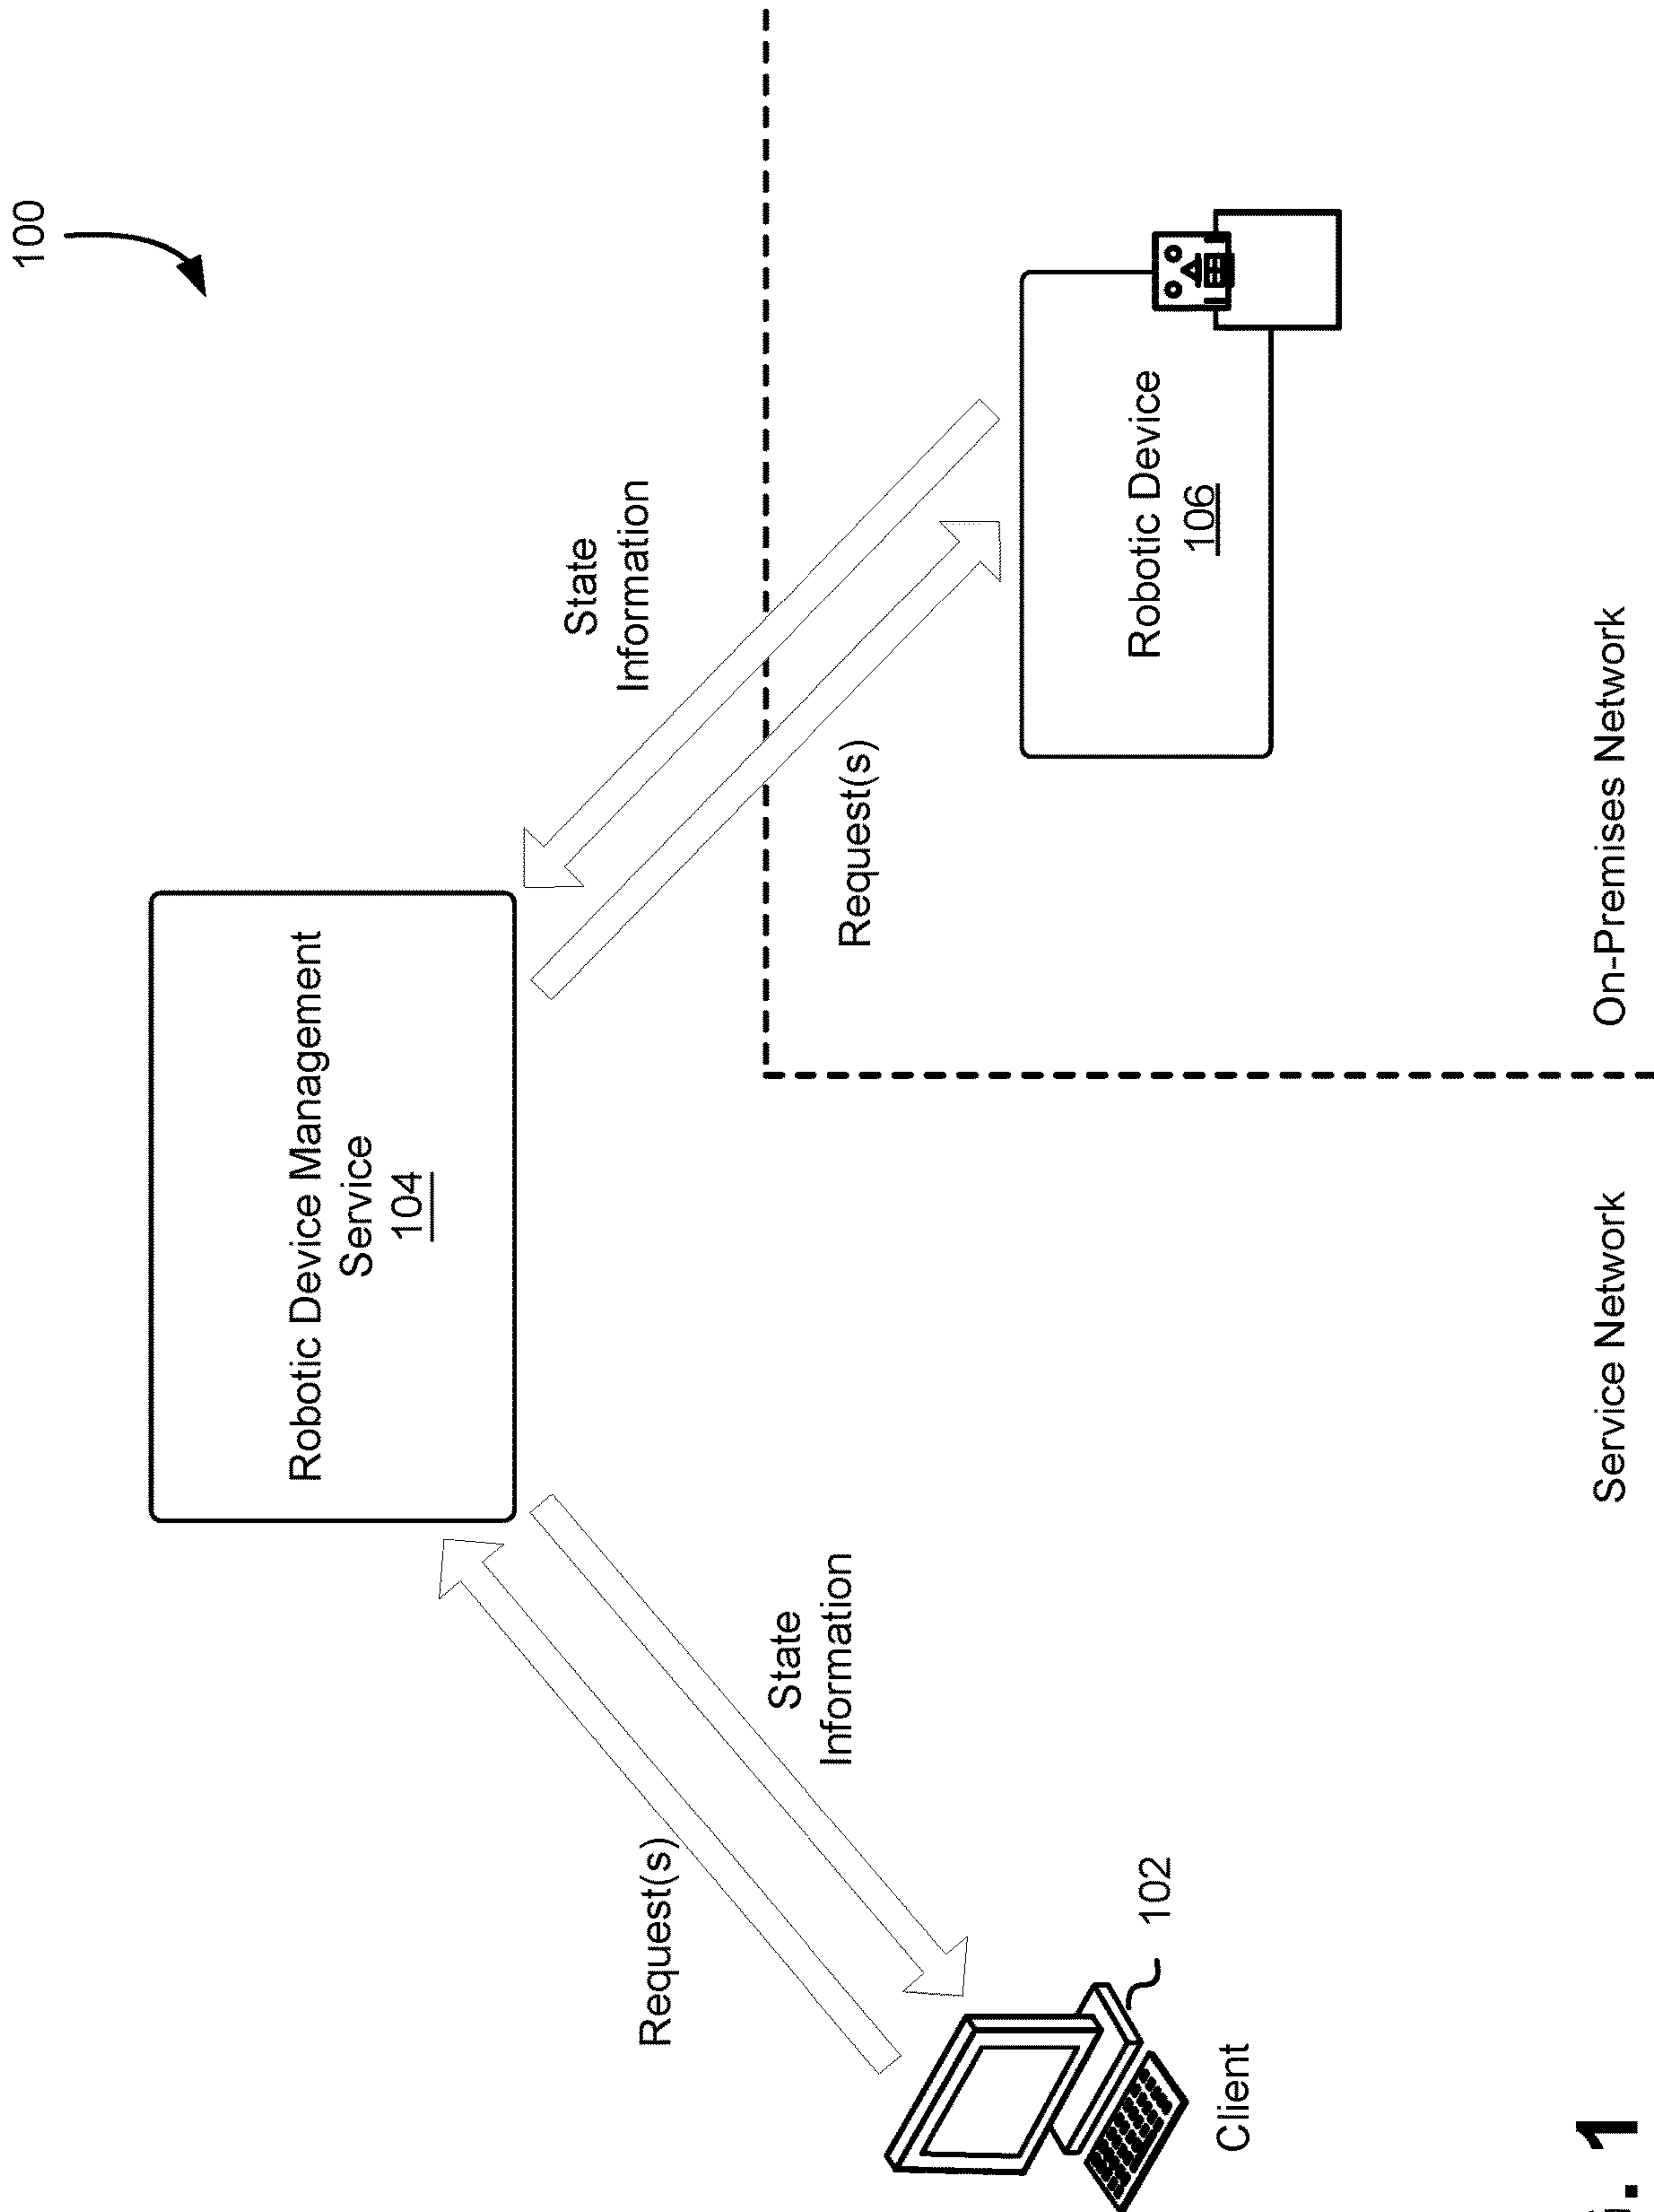 100
Robotic Device Management
Service
104
Request(s)
State
Information
State
Information
Request(s)
102
Client
Robotic Device
106
Service Network
On-Premises Network
1